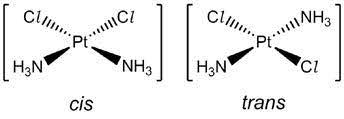 Cl Cl Cl NH₃
Pt Pt
H₃N NH₃ H₃N Cl
cis trans